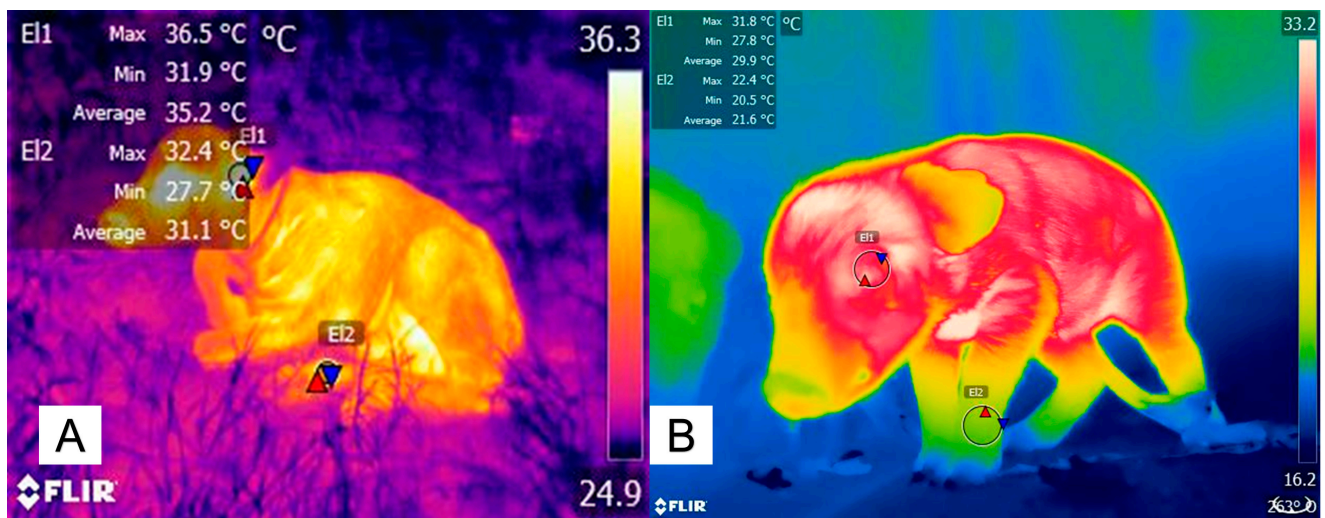 El1 Max 36.5 °C °C
Min 31.9 °C
Average 35.2 °C
El2 Max 32.4 °C
Min 27.7 °C
Average 31.1 °C
El1
El2
36.3
24.9
A
FLIR
El1 Max 31.8 °C °C
Min 27.8 °C
Average 29.9 °C
El2 Max 22.4 °C
Min 20.5 °C
Average 21.6 °C
El1
El2
33.2
16.2
263° O
B
FLIR